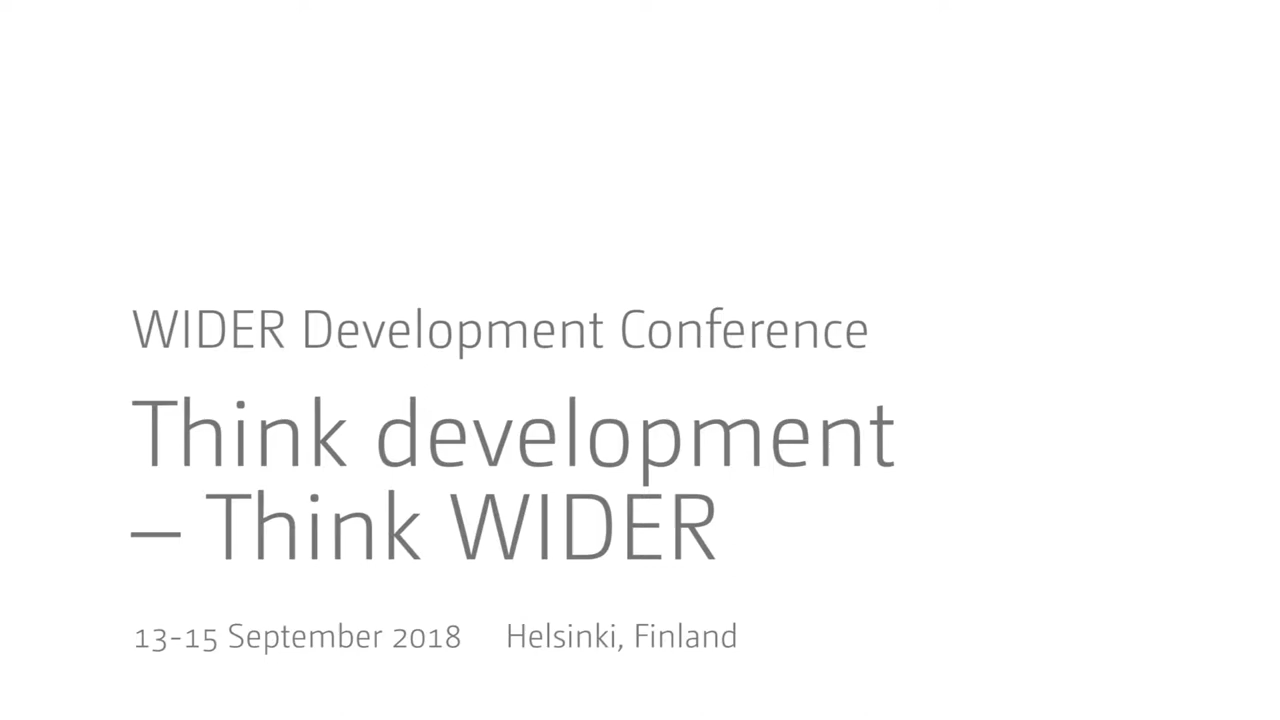 WIDER Development Conference
Think development
– Think WIDER
13-15 September 2018 Helsinki, Finland